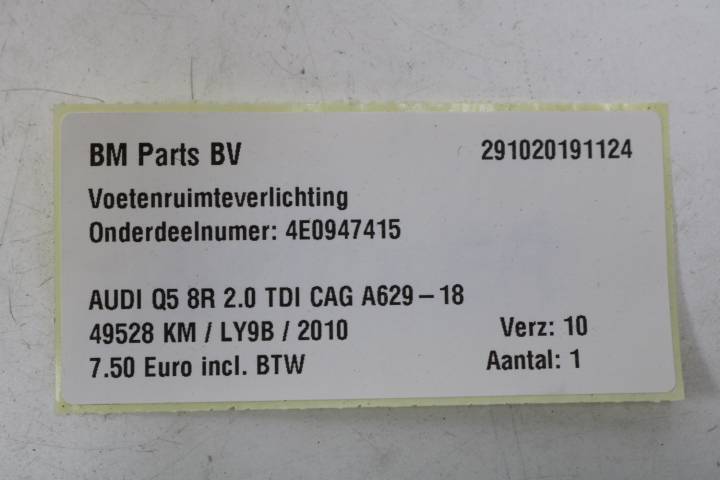 BM Parts BV 291020191124
Voetenruimteverlichting
Onderdeelnumer: 4E0947415
AUDI Q5 8R 2.0 TDI CAG A629 – 18
49528 KM / LY9B / 2010 Verz: 10
7.50 Euro incl. BTW Aantal: 1